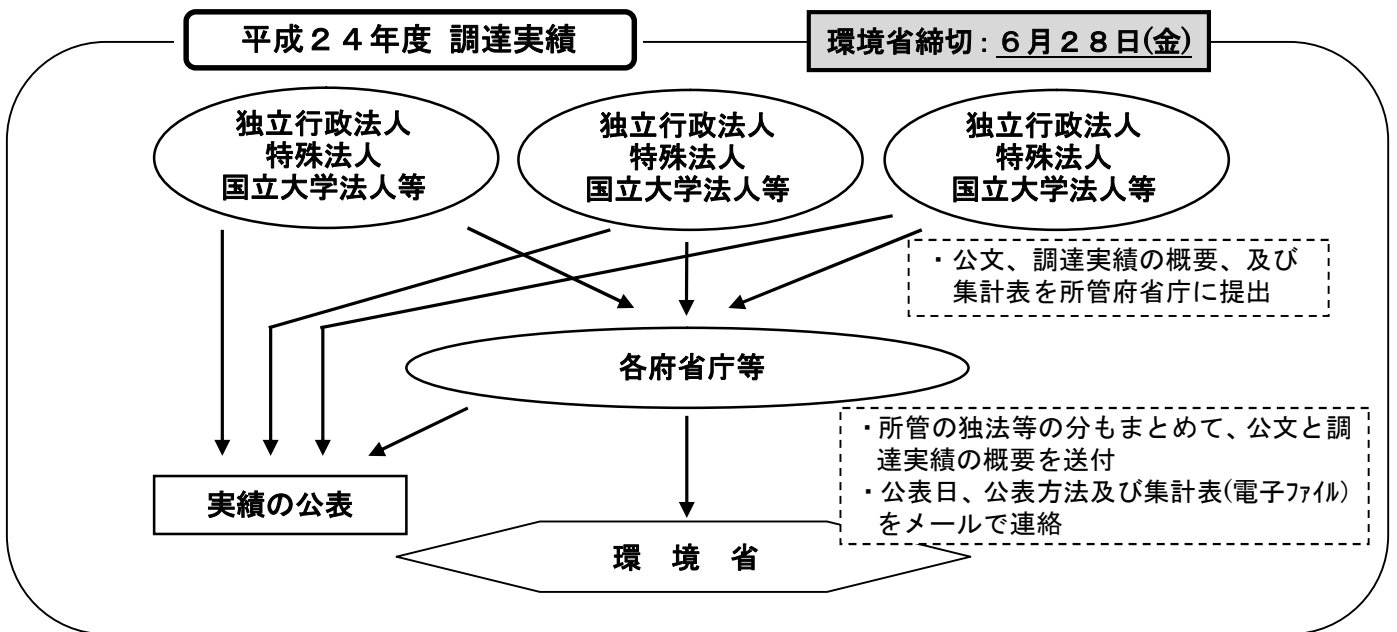 平成２４年度 調達実績
環境省締切：６月２８日(金)
独立行政法人
特殊法人
国立大学法人等
独立行政法人
特殊法人
国立大学法人等
独立行政法人
特殊法人
国立大学法人等
・公文、調達実績の概要、及び
集計表を所管府省庁に提出
各府省庁等
・所管の独法等の分もまとめて、公文と調
達実績の概要を送付
・公表日、公表方法及び集計表(電子ﾌｧｲﾙ)
をメールで連絡
実績の公表
環　境　省